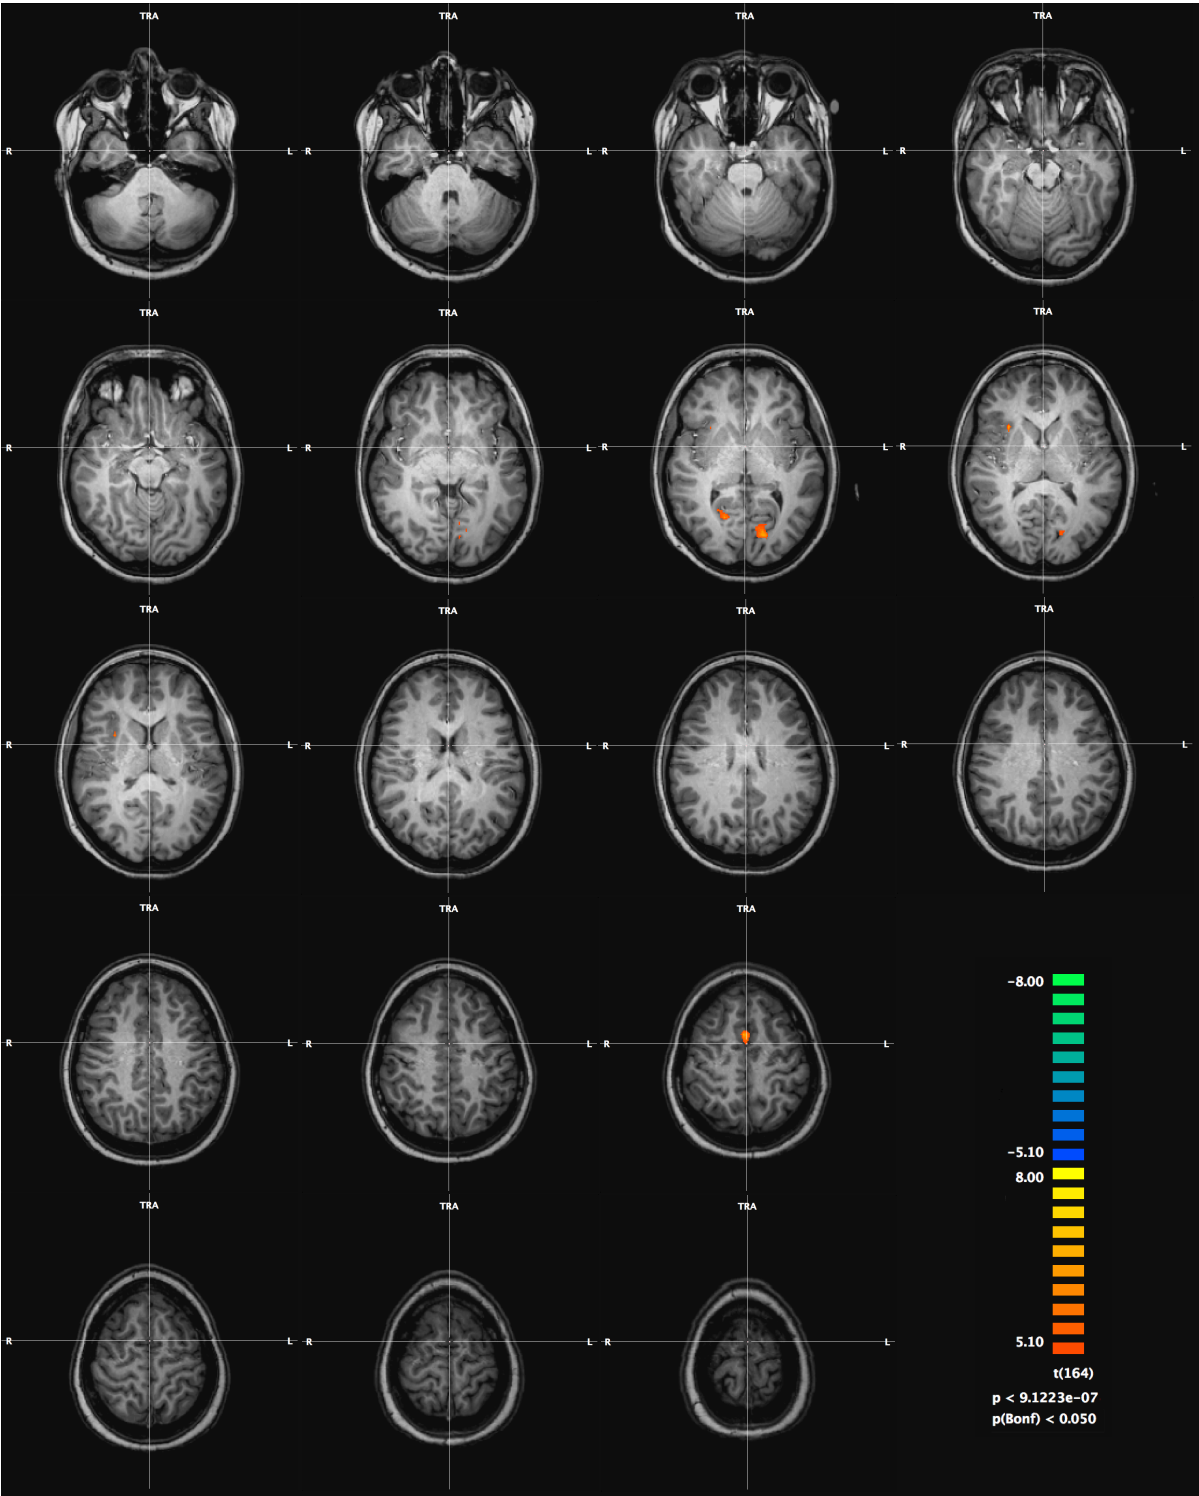 TRA TRA TRA TRA
R L R L R L R L
TRA TRA TRA TRA
R L R L R L R L
TRA TRA TRA TRA
R L R L R L R L
TRA TRA TRA
R L R L R L
-8.00
-5.10
8.00
5.10
t(164)
p < 9.1223e-07
p(Bonf) < 0.050
TRA TRA TRA
R L R L R L